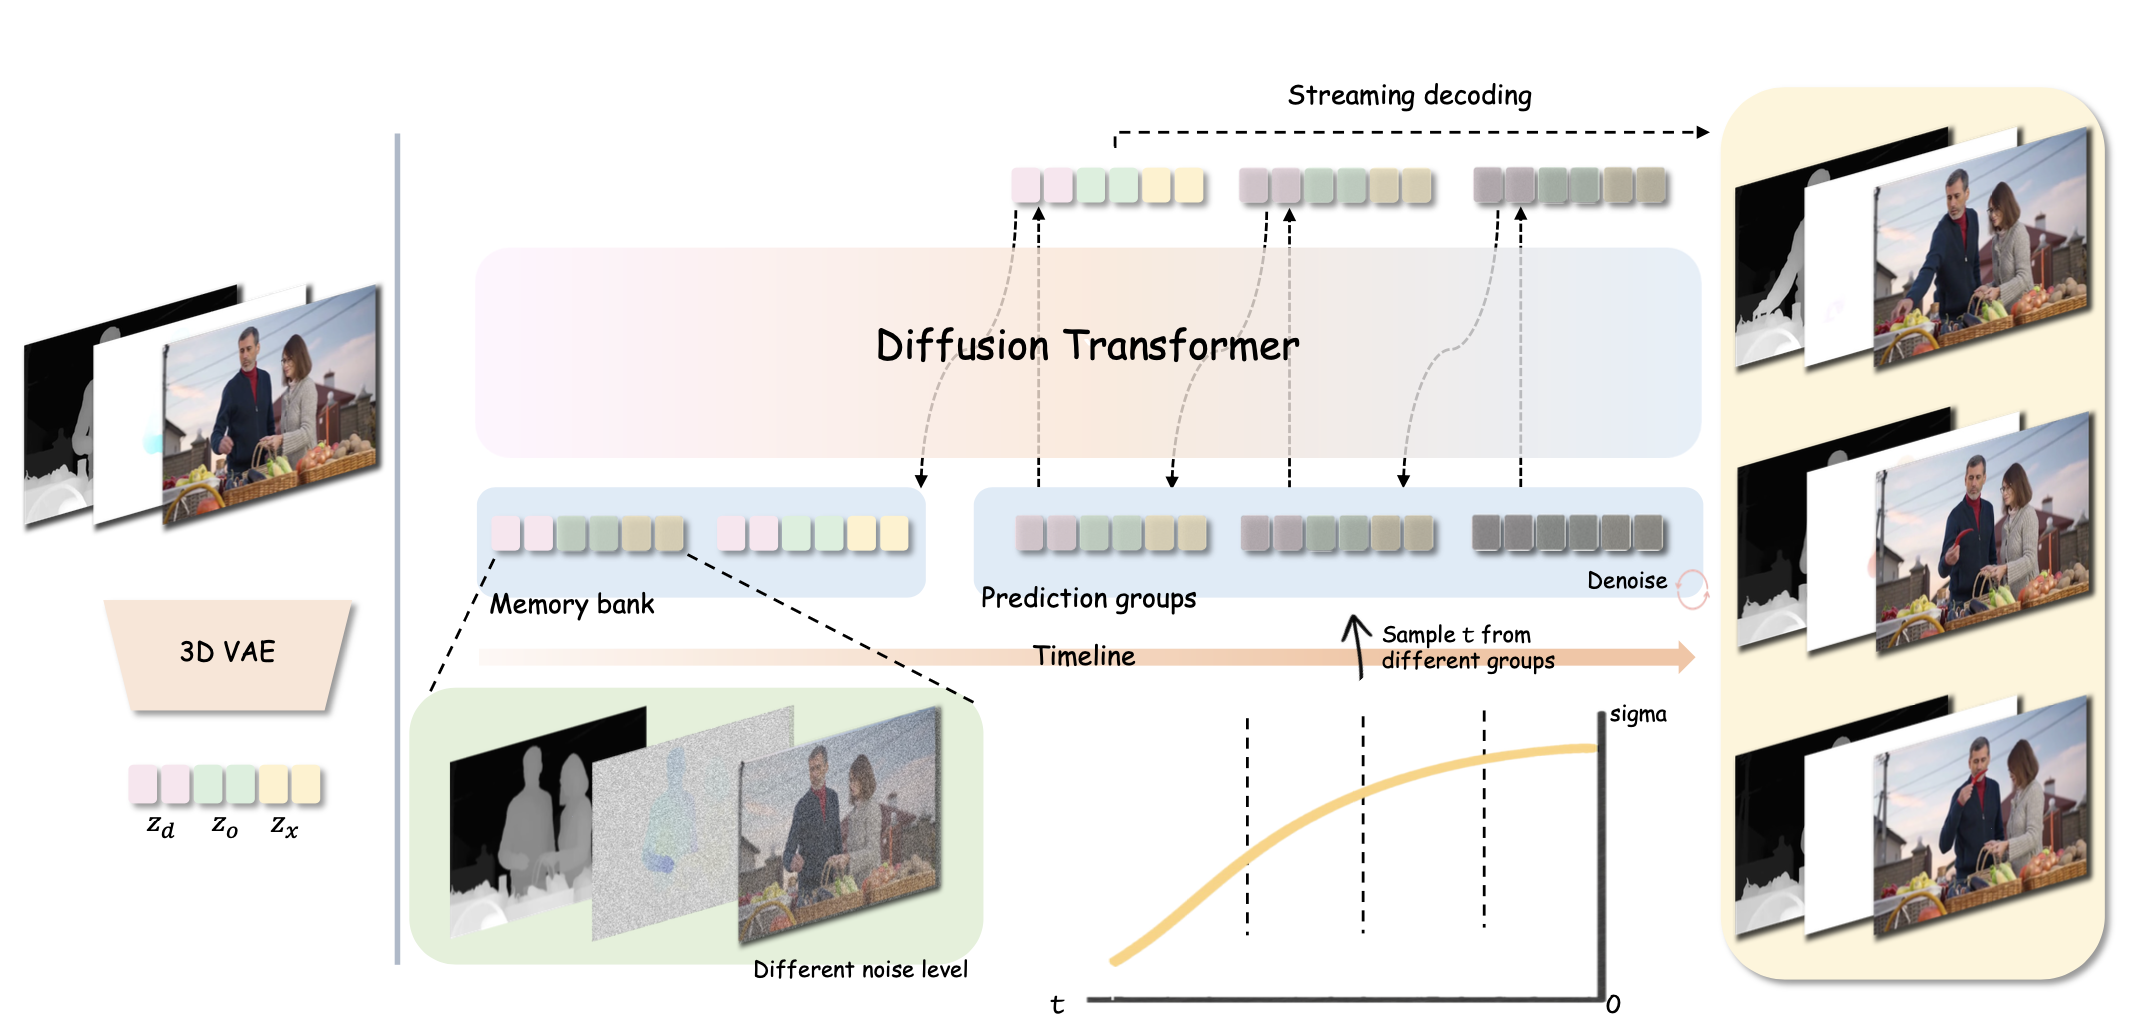 Streaming decoding
Diffusion Transformer
Memory bank
Prediction groups
Denoise
Timeline
Sample t from
different groups
3D VAE
z_d z_o z_x
Different noise level
sigma
t
0